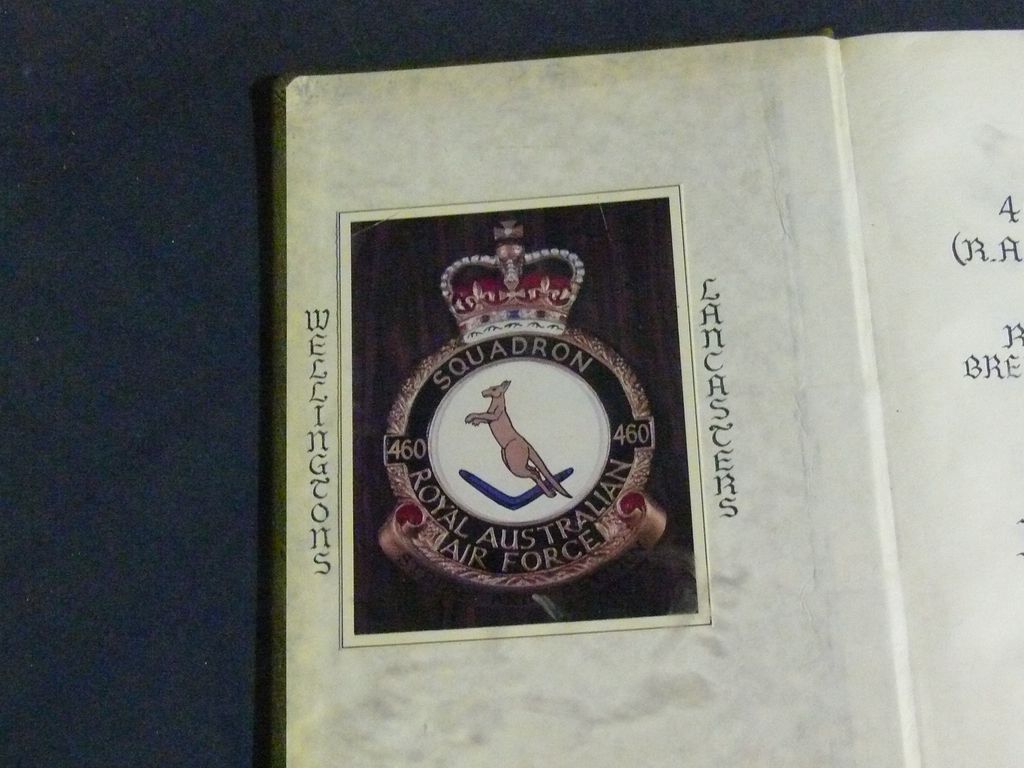 WELLINGTONS
SQUADRON
460 460
ROYAL AUSTRALIAN
AIR FORCE
LANCASTERS
4
(R.A
R
BRE